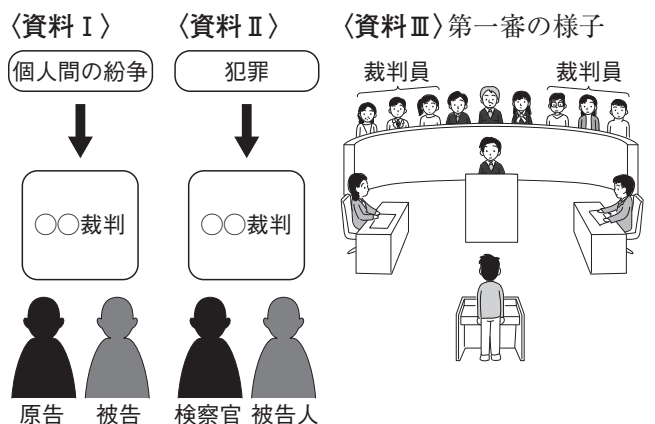 〈資料Ⅰ〉
個人間の紛争
○○裁判
原告 被告
〈資料Ⅱ〉
犯罪
○○裁判
検察官 被告人
〈資料Ⅲ〉第一審の様子
裁判員 裁判員